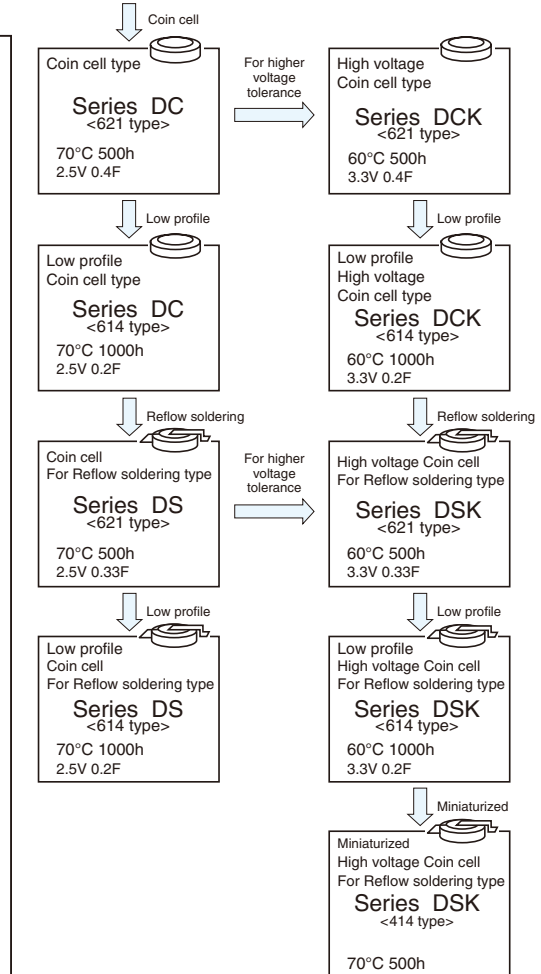 Coin cell
Coin cell type
Series DC
<621 type>
70°C 500h
2.5V 0.4F
For higher
voltage
tolerance
High voltage
Coin cell type
Series DCK
<621 type>
60°C 500h
3.3V 0.4F
Low profile
Low profile
Low profile
Coin cell type
Series DC
<614 type>
70°C 1000h
2.5V 0.2F
Low profile
High voltage
Coin cell type
Series DCK
<614 type>
60°C 1000h
3.3V 0.2F
Reflow soldering
Reflow soldering
Coin cell
For Reflow soldering type
Series DS
<621 type>
70°C 500h
2.5V 0.33F
For higher
voltage
tolerance
High voltage Coin cell
For Reflow soldering type
Series DSK
<621 type>
60°C 500h
3.3V 0.33F
Low profile
Low profile
Low profile
Coin cell
For Reflow soldering type
Series DS
<614 type>
70°C 1000h
2.5V 0.2F
Low profile
High voltage Coin cell
For Reflow soldering type
Series DSK
<614 type>
60°C 1000h
3.3V 0.2F
Miniaturized
Miniaturized
High voltage Coin cell
For Reflow soldering type
Series DSK
<414 type>
70°C 500h